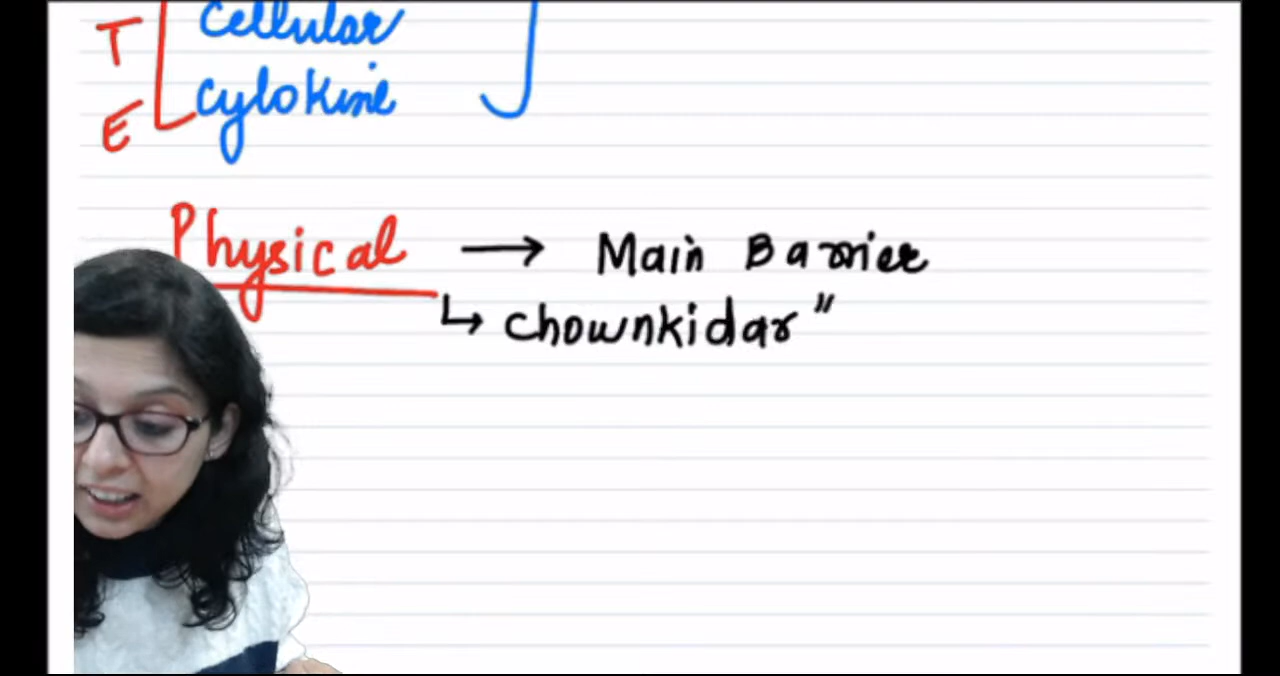 T cellular
E cytokine
Physical → Main Barrier
↳ Chownkidar"